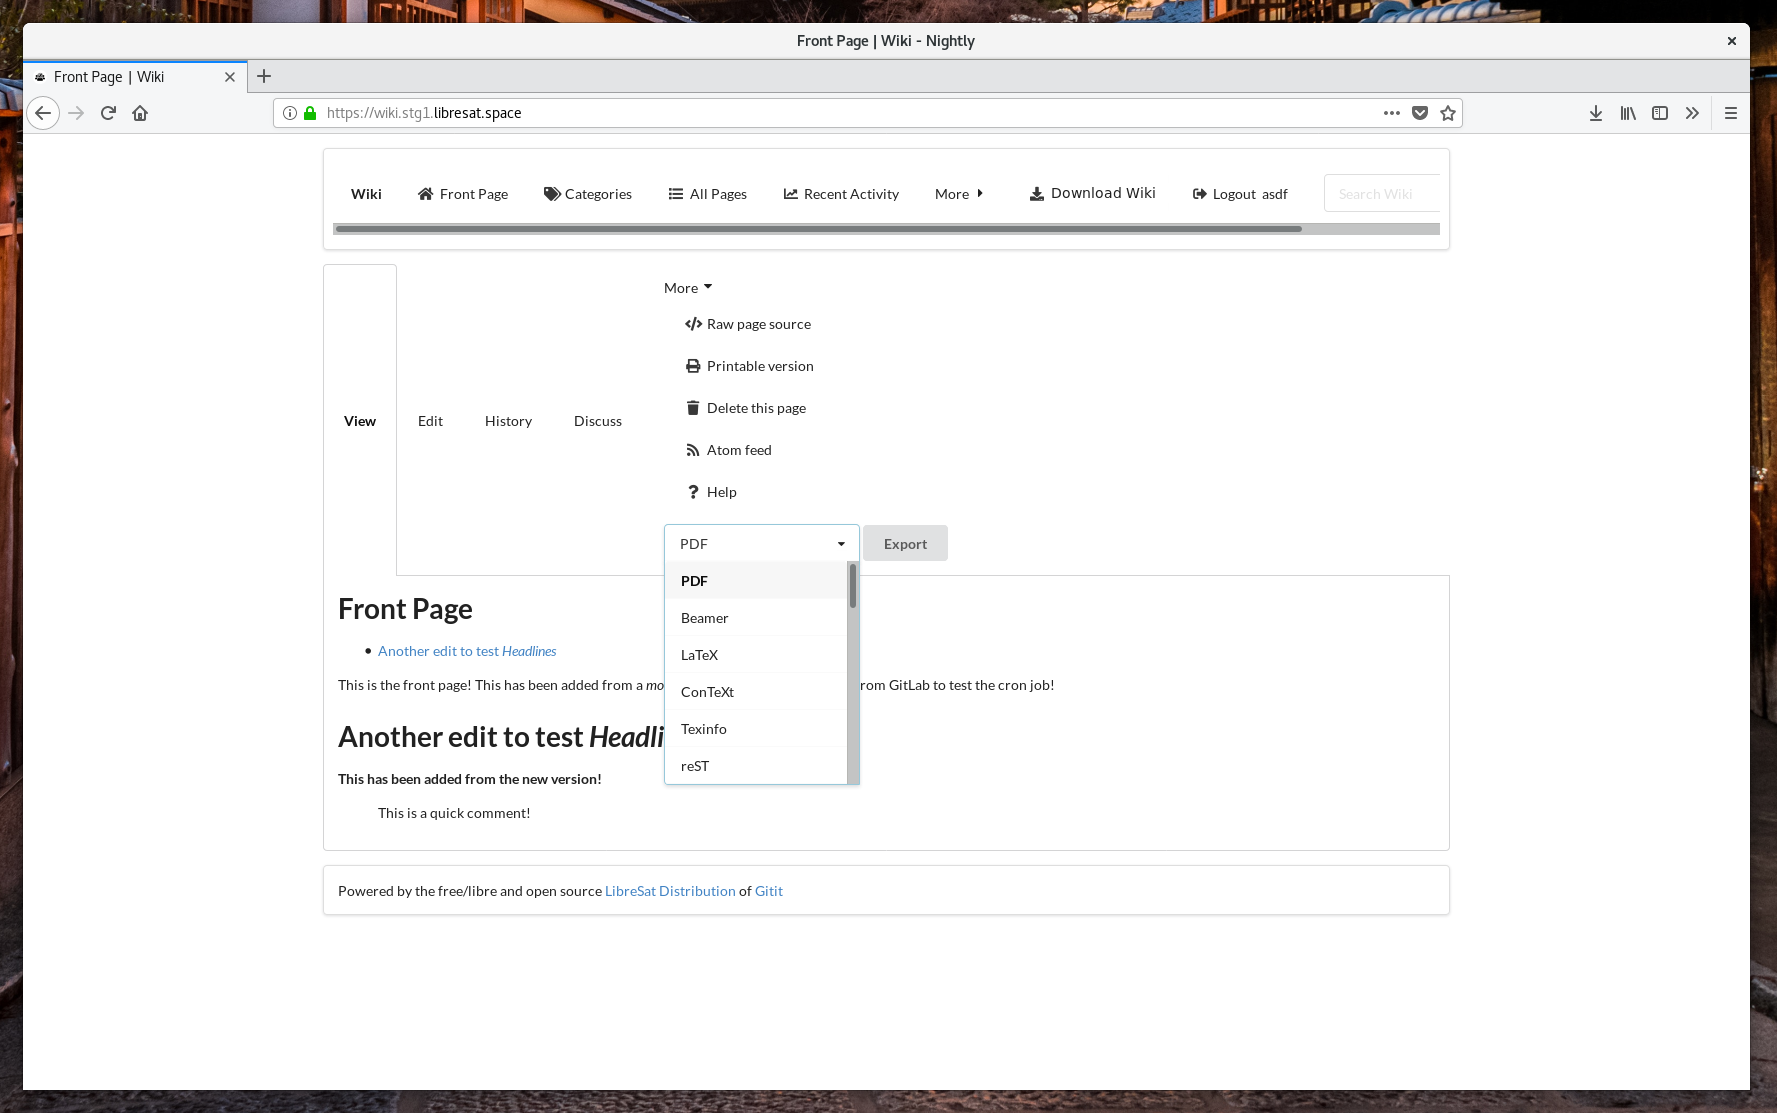 Front Page | Wiki - Nightly
Front Page | Wiki
https://wiki.stg1.libresat.space
Wiki Front Page Categories All Pages Recent Activity More Download Wiki Logout asdf Search Wiki
More
Raw page source
Printable version
Delete this page
View Edit History Discuss
Atom feed
Help
PDF Export
PDF
Beamer
LaTeX
ConTeXt
Texinfo
reST
Front Page
Another edit to test Headlines
This is the front page! This has been added from a mo rom GitLab to test the cron job!
Another edit to test Headli
This has been added from the new version!
This is a quick comment!
Powered by the free/libre and open source LibreSat Distribution of Gitit